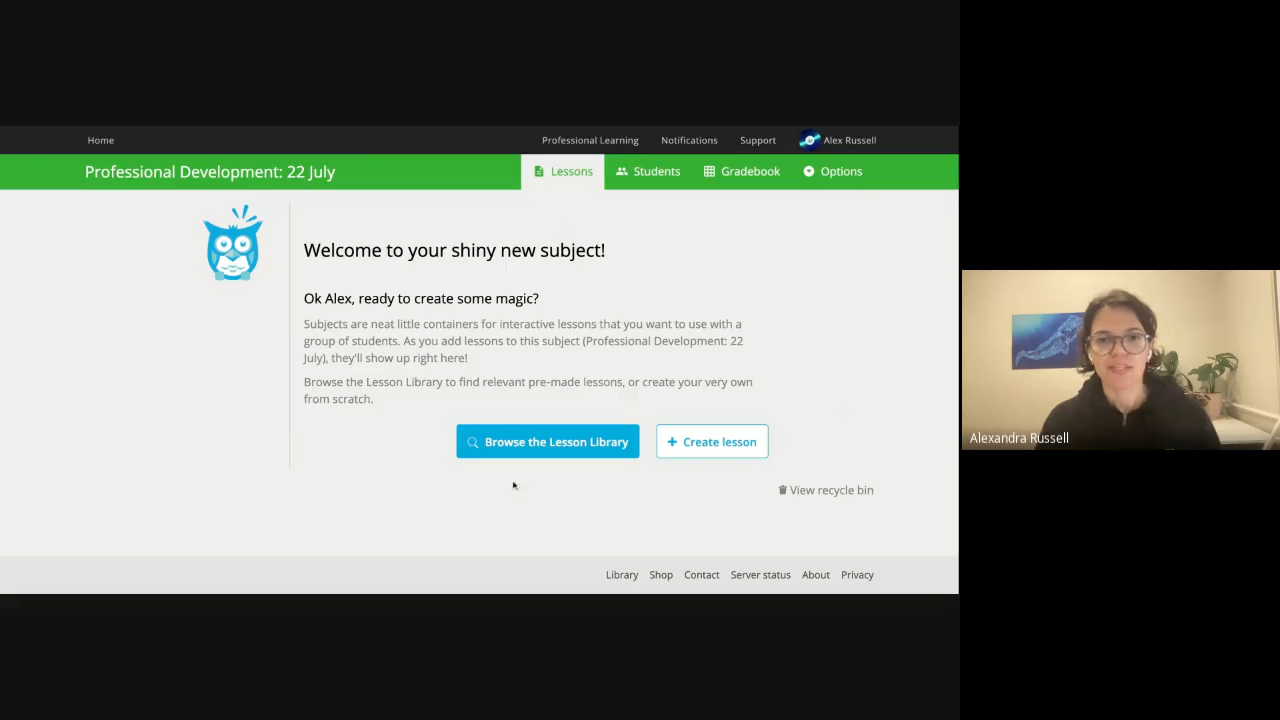 Home
Professional Learning
Notifications
Support
Alex Russell
Professional Development: 22 July
Lessons
Students
Gradebook
Options
Welcome to your shiny new subject!
Ok Alex, ready to create some magic?
Subjects are neat little containers for interactive lessons that you want to use with a
group of students. As you add lessons to this subject (Professional Development: 22
July), they'll show up right here!
Browse the Lesson Library to find relevant pre-made lessons, or create your very own
from scratch.
Browse the Lesson Library
Create lesson
View recycle bin
Library
Shop
Contact
Server status
About
Privacy
Alexandra Russell